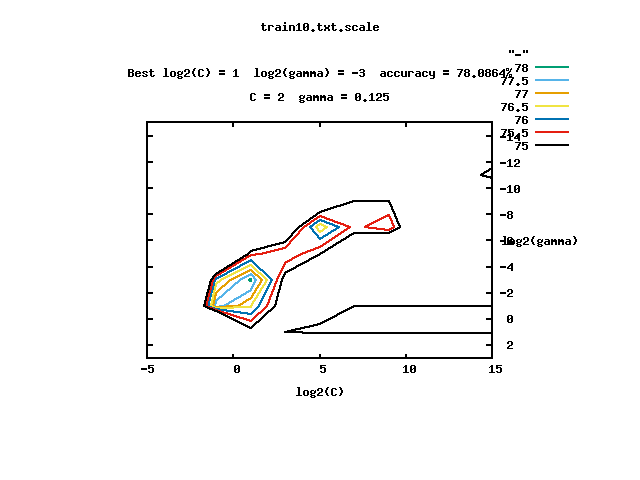 train10.txt.scale
"-"
Best log2(C) = 1  log2(gamma) = -3  accuracy = 78.0864%
78
77.5
77
C = 2  gamma = 0.125
76.5
76
75.5
75
-14
-12
-10
-8
-6
log2(gamma)
-4
-2
0
2
-5 0 5 10 15
log2(C)